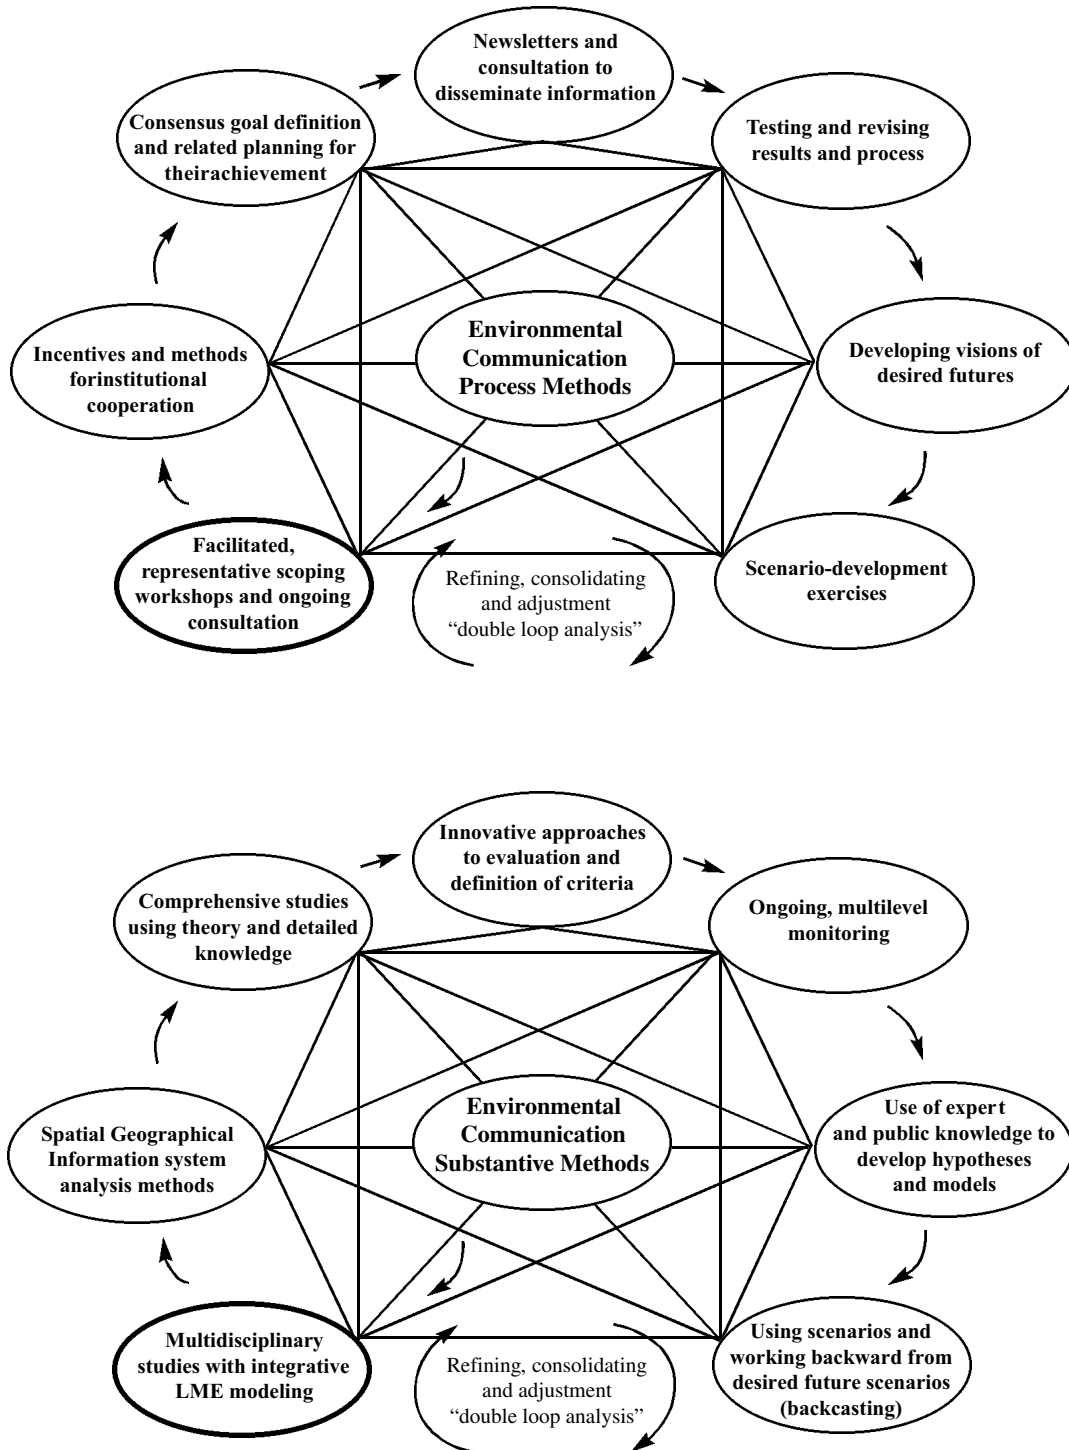 Newsletters and
consultation to
disseminate information
Consensus goal definition
and related planning for
theirachievement
Testing and revising
results and process
Incentives and methods
forinstitutional
cooperation
Environmental
Communication
Process Methods
Developing visions of
desired futures
Facilitated,
representative scoping
workshops and ongoing
consultation
Refining, consolidating
and adjustment
“double loop analysis”
Scenario-development
exercises
Innovative approaches
to evaluation and
definition of criteria
Comprehensive studies
using theory and detailed
knowledge
Ongoing, multilevel
monitoring
Spatial Geographical
Information system
analysis methods
Environmental
Communication
Substantive Methods
Use of expert
and public knowledge to
develop hypotheses
and models
Multidisciplinary
studies with integrative
LME modeling
Refining, consolidating
and adjustment
“double loop analysis”
Using scenarios and
working backward from
desired future scenarios
(backcasting)